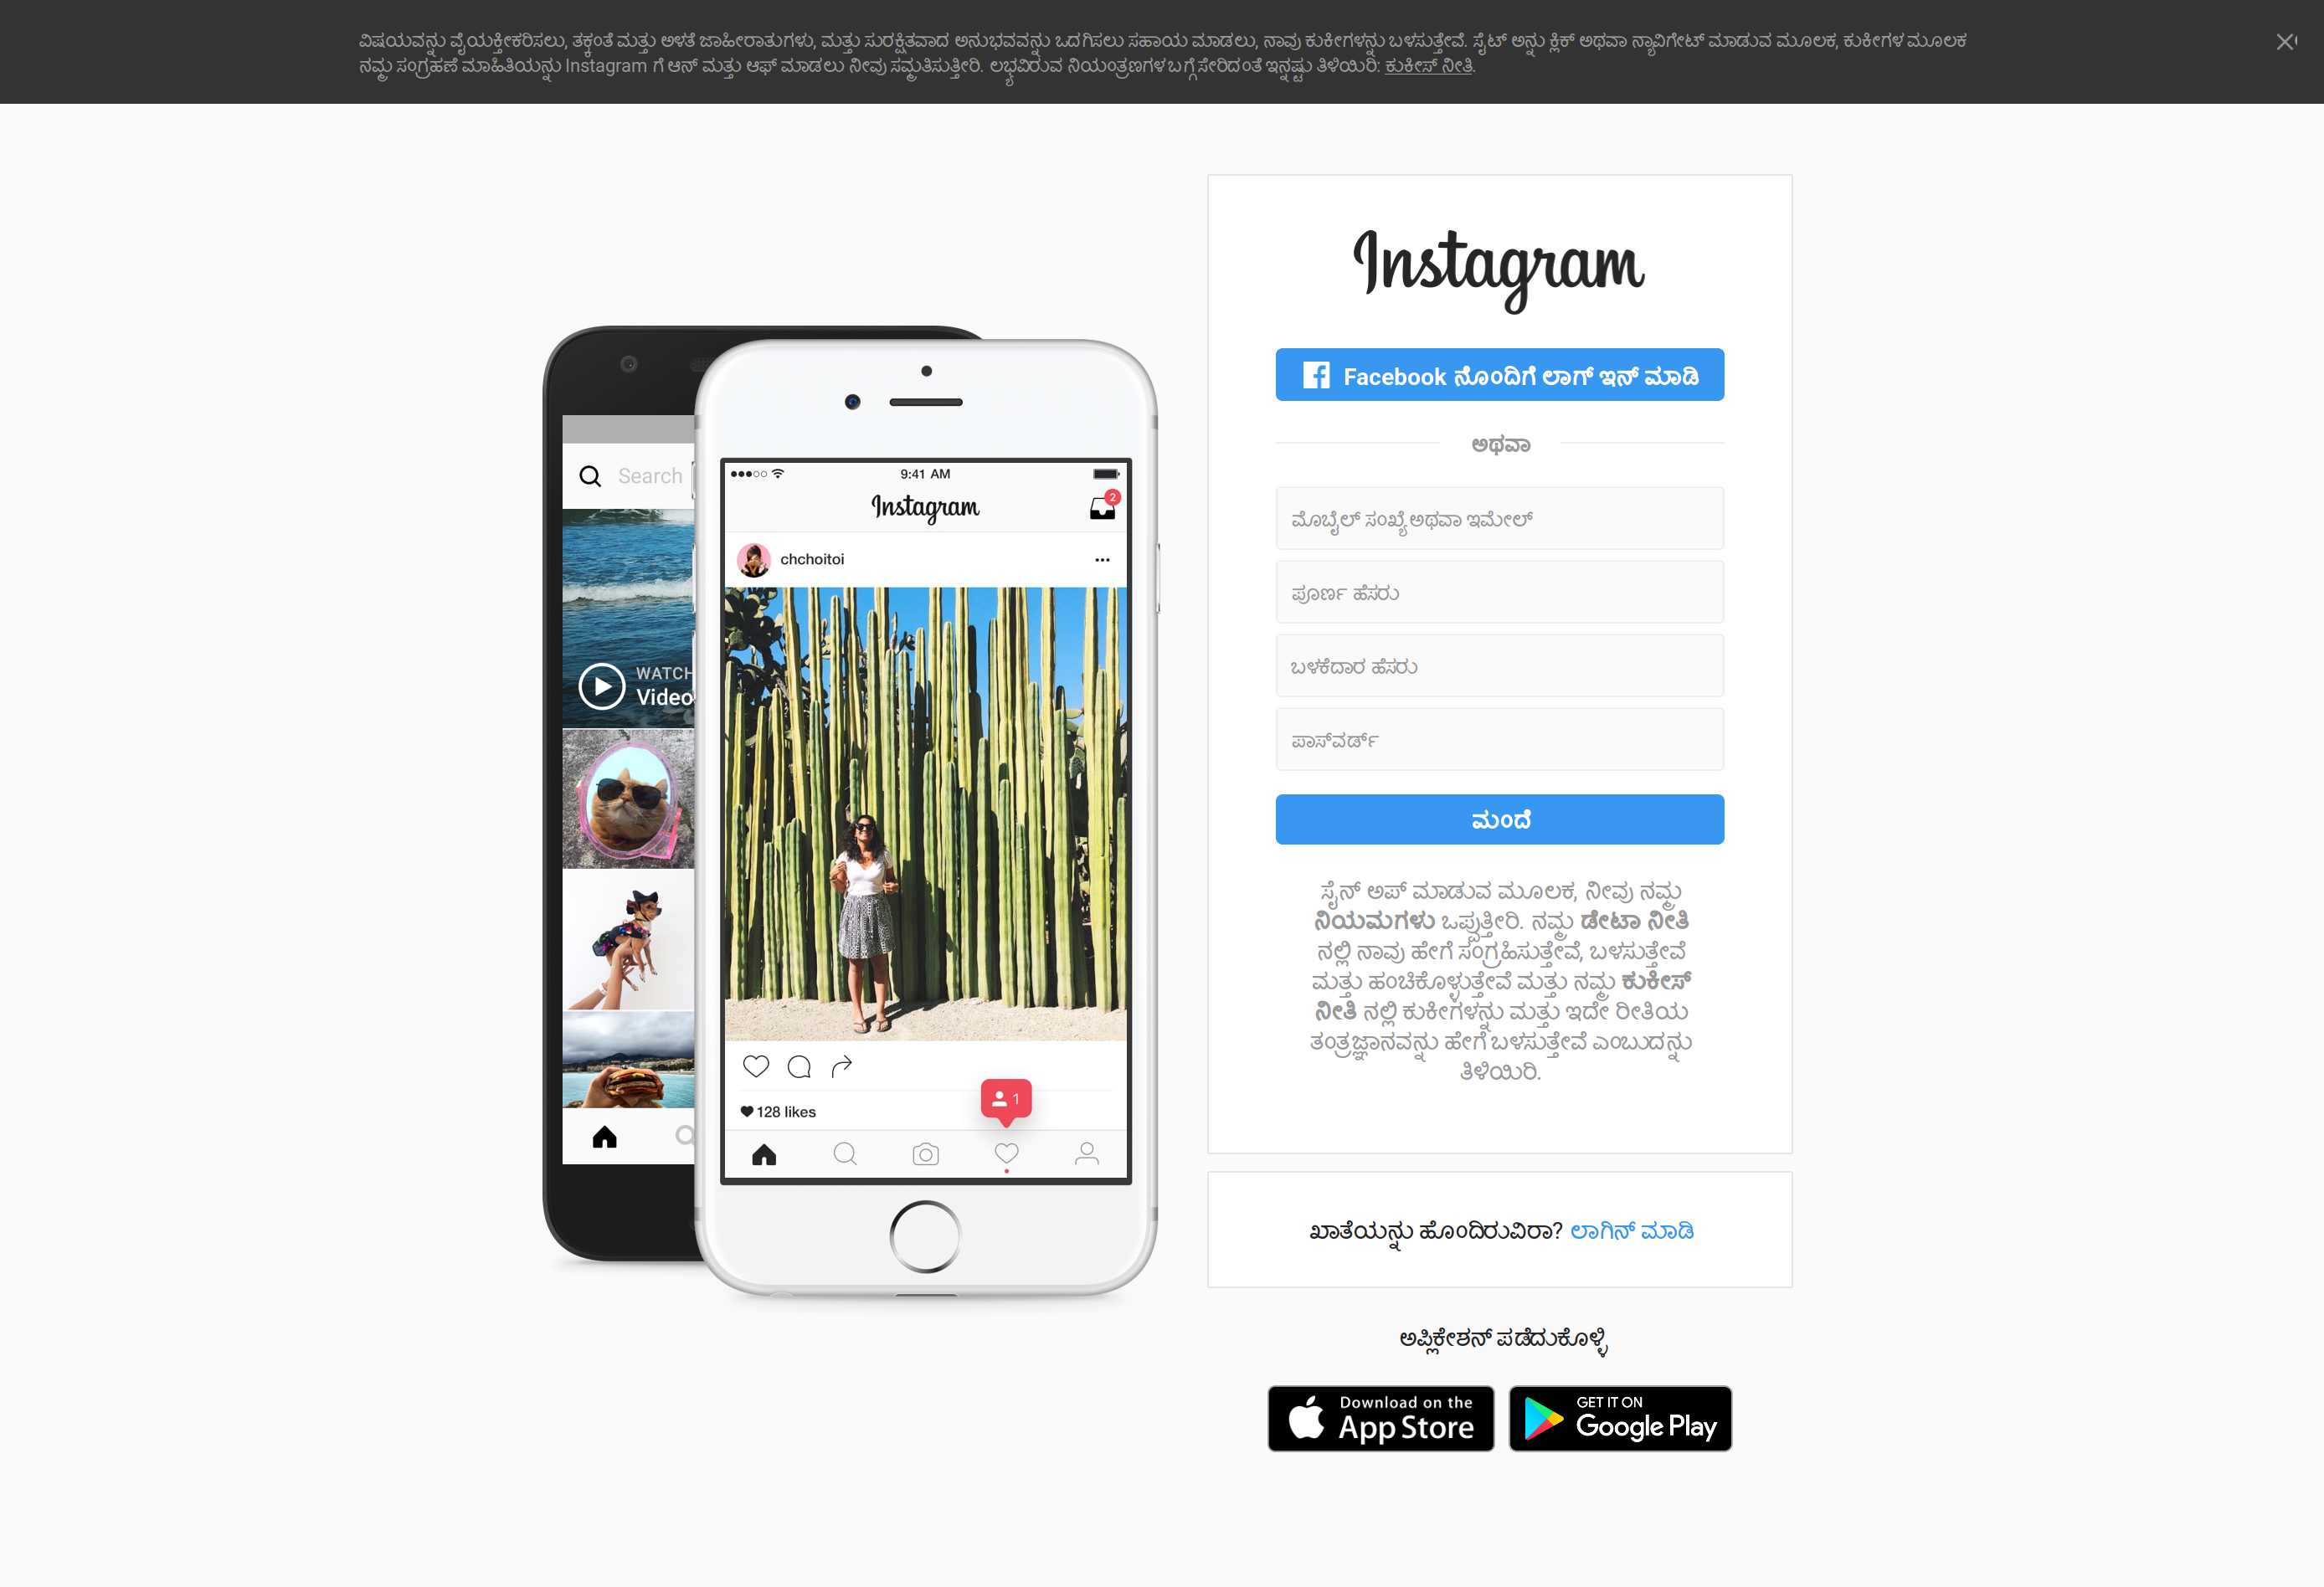 ವಿಷಯವನ್ನು ವೈಯಕ್ತೀಕರಿಸಲು, ತಕ್ಕಂತೆ ಮತ್ತು ಅಳತೆ ಜಾಹೀರಾತುಗಳು, ಮತ್ತು ಸುರಕ್ಷಿತವಾದ ಅನುಭವವನ್ನು ಒದಗಿಸಲು ಸಹಾಯ ಮಾಡಲು, ನಾವು ಕುಕೀಗಳನ್ನು ಬಳಸುತ್ತೇವೆ. ಸೈಟ್ ಅನ್ನು ಕ್ಲಿಕ್ ಅಥವಾ ನ್ಯಾವಿಗೇಟ್ ಮಾಡುವ ಮೂಲಕ, ಕುಕೀಗಳ ಮೂಲಕ
ನಮ್ಮ ಸಂಗ್ರಹಣೆ ಮಾಹಿತಿಯನ್ನು Instagram ಗೆ ಆನ್ ಮತ್ತು ಆಫ್ ಮಾಡಲು ನೀವು ಸಮ್ಮತಿಸುತ್ತೀರಿ. ಲಭ್ಯವಿರುವ ನಿಯಂತ್ರಣಗಳ ಬಗ್ಗೆ ಸೇರಿದಂತೆ ಇನ್ನಷ್ಟು ತಿಳಿಯಿರಿ: ಕುಕೀಸ್ ನೀತಿ.
Instagram
Facebook ನೊಂದಿಗೆ ಲಾಗ್ ಇನ್ ಮಾಡಿ
ಅಥವಾ
ಮೊಬೈಲ್ ಸಂಖ್ಯೆ ಅಥವಾ ಇಮೇಲ್
ಪೂರ್ಣ ಹೆಸರು
ಬಳಕೆದಾರ ಹೆಸರು
ಪಾಸ್‌ವರ್ಡ್
ಮಂದೆ
ಸೈನ್ ಅಪ್ ಮಾಡುವ ಮೂಲಕ, ನೀವು ನಮ್ಮ
ನಿಯಮಗಳು ಒಪ್ಪುತ್ತೀರಿ. ನಮ್ಮ ಡೇಟಾ ನೀತಿ
ನಲ್ಲಿ ನಾವು ಹೇಗೆ ಸಂಗ್ರಹಿಸುತ್ತೇವೆ, ಬಳಸುತ್ತೇವೆ
ಮತ್ತು ಹಂಚಿಕೊಳ್ಳುತ್ತೇವೆ ಮತ್ತು ನಮ್ಮ ಕುಕೀಸ್
ನೀತಿ ನಲ್ಲಿ ಕುಕೀಗಳನ್ನು ಮತ್ತು ಇದೇ ರೀತಿಯ
ತಂತ್ರಜ್ಞಾನವನ್ನು ಹೇಗೆ ಬಳಸುತ್ತೇವೆ ಎಂಬುದನ್ನು
ತಿಳಿಯಿರಿ.
ಖಾತೆಯನ್ನು ಹೊಂದಿರುವಿರಾ? ಲಾಗಿನ್ ಮಾಡಿ
ಅಪ್ಲಿಕೇಶನ್ ಪಡೆದುಕೊಳ್ಳಿ
Download on the
App Store
GET IT ON
Google Play
Search
WATCH
Video
9:41 AM
Instagram
2
chchoitoi
1
128 likes